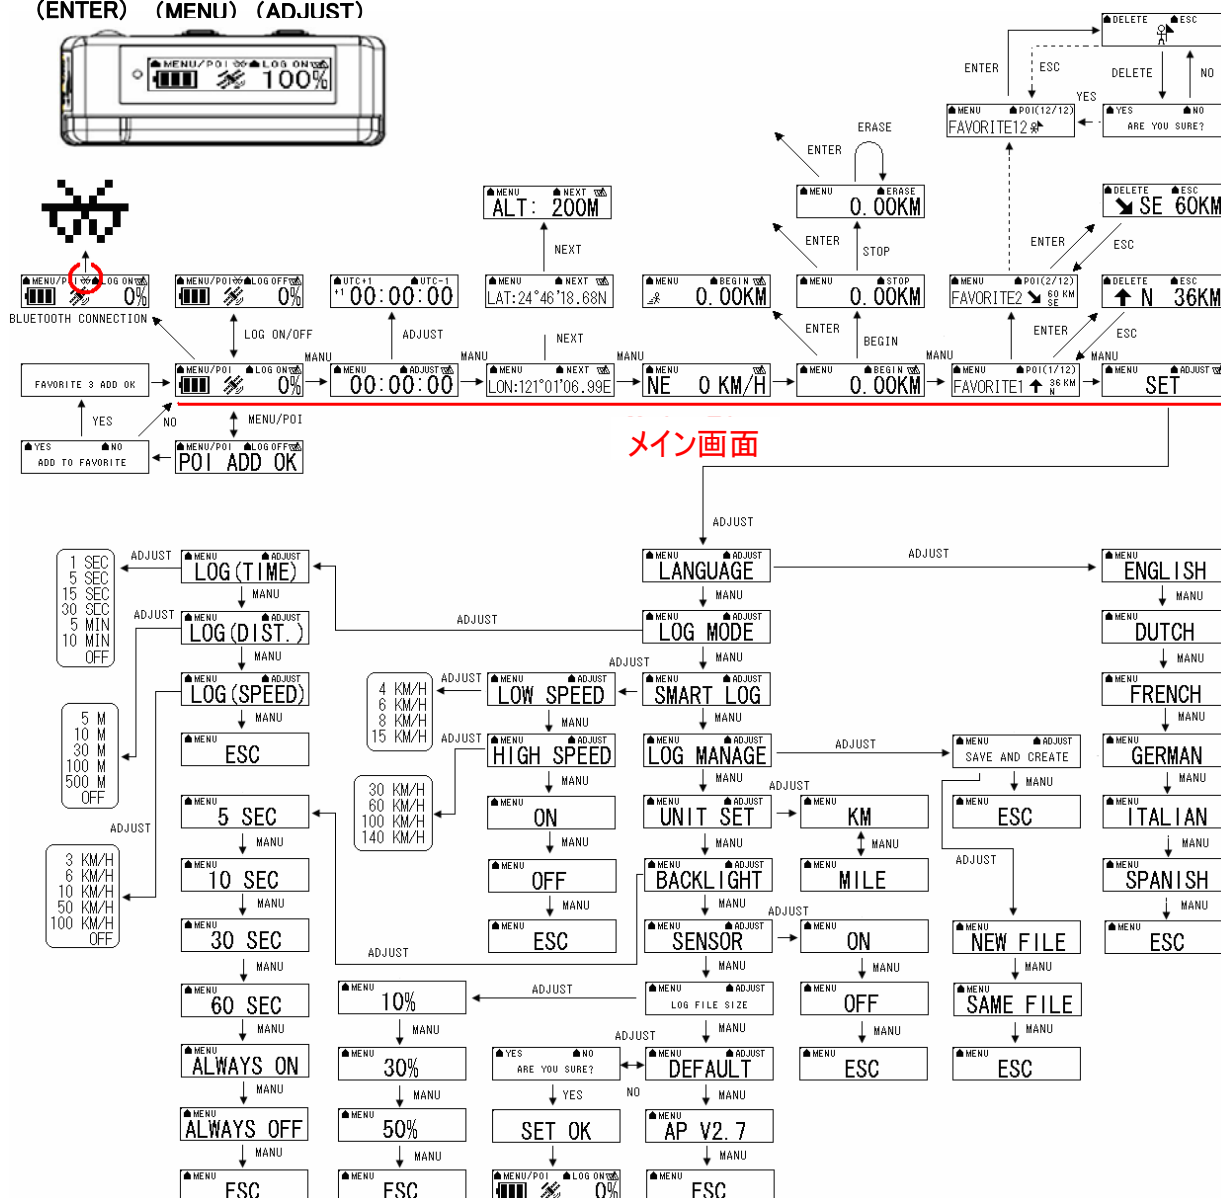 (ENTER) (MENU) (ADJUST)
MENU/POI LOG ON
100%
DELETE ESC
ENTER ESC DELETE NO
YES
MENU POI(12/12)
FAVORITE12
YES NO
ARE YOU SURE?
ERASE
ENTER
MENU NEXT
ALT: 200M
MENU ERASE
0.00KM
DELETE ESC
SE 60KM
NEXT
ENTER STOP
ENTER ESC
MENU/POI LOG ON
0%
MENU/POI LOG OFF
0%
UTC+1 UTC-1
+1 00:00:00
MENU NEXT
LAT:24°46'18.68N
MENU BEGIN
0.00KM
MENU STOP
0.00KM
MENU POI(2/12)
FAVORITE2 60 KM SE
DELETE ESC
N 36KM
BLUETOOTH CONNECTION
LOG ON/OFF
ADJUST
NEXT
ENTER
BEGIN
ENTER ESC
MANU MANU MANU MANU MANU
FAVORITE 3 ADD OK
MENU/POI LOG ON
0%
MENU ADJUST
00:00:00
MENU NEXT
LON:121°01'06.99E
MENU
NE 0 KM/H
MENU BEGIN
0.00KM
MENU POI(1/12)
FAVORITE1 36 KM N
MENU ADJUST
SET
YES NO MENU/POI
YES NO
ADD TO FAVORITE
MENU/POI LOG OFF
POI ADD OK
メイン画面
ADJUST
1 SEC
5 SEC
15 SEC
30 SEC
5 MIN
10 MIN
OFF
ADJUST
MENU ADJUST
LOG(TIME)
MANU
ADJUST
MENU ADJUST
LOG(DIST.)
MANU
MENU ADJUST
LOG(SPEED)
MANU
MENU
ESC
5 M
10 M
30 M
100 M
500 M
OFF
ADJUST
3 KM/H
6 KM/H
10 KM/H
50 KM/H
100 KM/H
OFF
MENU ADJUST
LANGUAGE
ADJUST
MANU
MENU ADJUST
LOG MODE
ADJUST
MANU
ADJUST
MENU ADJUST
SMART LOG
MANU
MENU ADJUST
LOG MANAGE
ADJUST
MANU
MENU ADJUST
UNIT SET
ADJUST
MANU
MENU ADJUST
BACKLIGHT
ADJUST
MANU
MENU ADJUST
SENSOR
ADJUST
MANU
MENU ADJUST
LOG FILE SIZE
ADJUST
MANU
MENU ADJUST
DEFAULT
ADJUST
NO
MANU
MENU
AP V2.7
MANU
MENU
ESC
4 KM/H
6 KM/H
8 KM/H
15 KM/H
ADJUST
MENU ADJUST
LOW SPEED
MANU
ADJUST
MENU ADJUST
HIGH SPEED
MANU
30 KM/H
60 KM/H
100 KM/H
140 KM/H
MENU
ON
MANU
MENU
OFF
MANU
MENU
ESC
MENU
5 SEC
MANU
MENU
10 SEC
MANU
MENU
30 SEC
MANU
MENU
60 SEC
MANU
MENU
ALWAYS ON
MANU
MENU
ALWAYS OFF
MANU
MENU
ESC
MENU
10%
MANU
MENU
30%
MANU
MENU
50%
MANU
MENU
ESC
YES NO
ARE YOU SURE?
YES
SET OK
MENU/POI LOG ON
0%
MENU
KM
MANU
MENU
MILE
MENU
ON
MANU
MENU
OFF
MANU
MENU
ESC
MENU ADJUST
SAVE AND CREATE
MENU
ESC
ADJUST
MENU
NEW FILE
MANU
MENU
SAME FILE
MANU
MENU
ESC
MENU
ENGLISH
MANU
MENU
DUTCH
MANU
MENU
FRENCH
MANU
MENU
GERMAN
MANU
MENU
ITALIAN
MANU
MENU
SPANISH
MANU
MENU
ESC